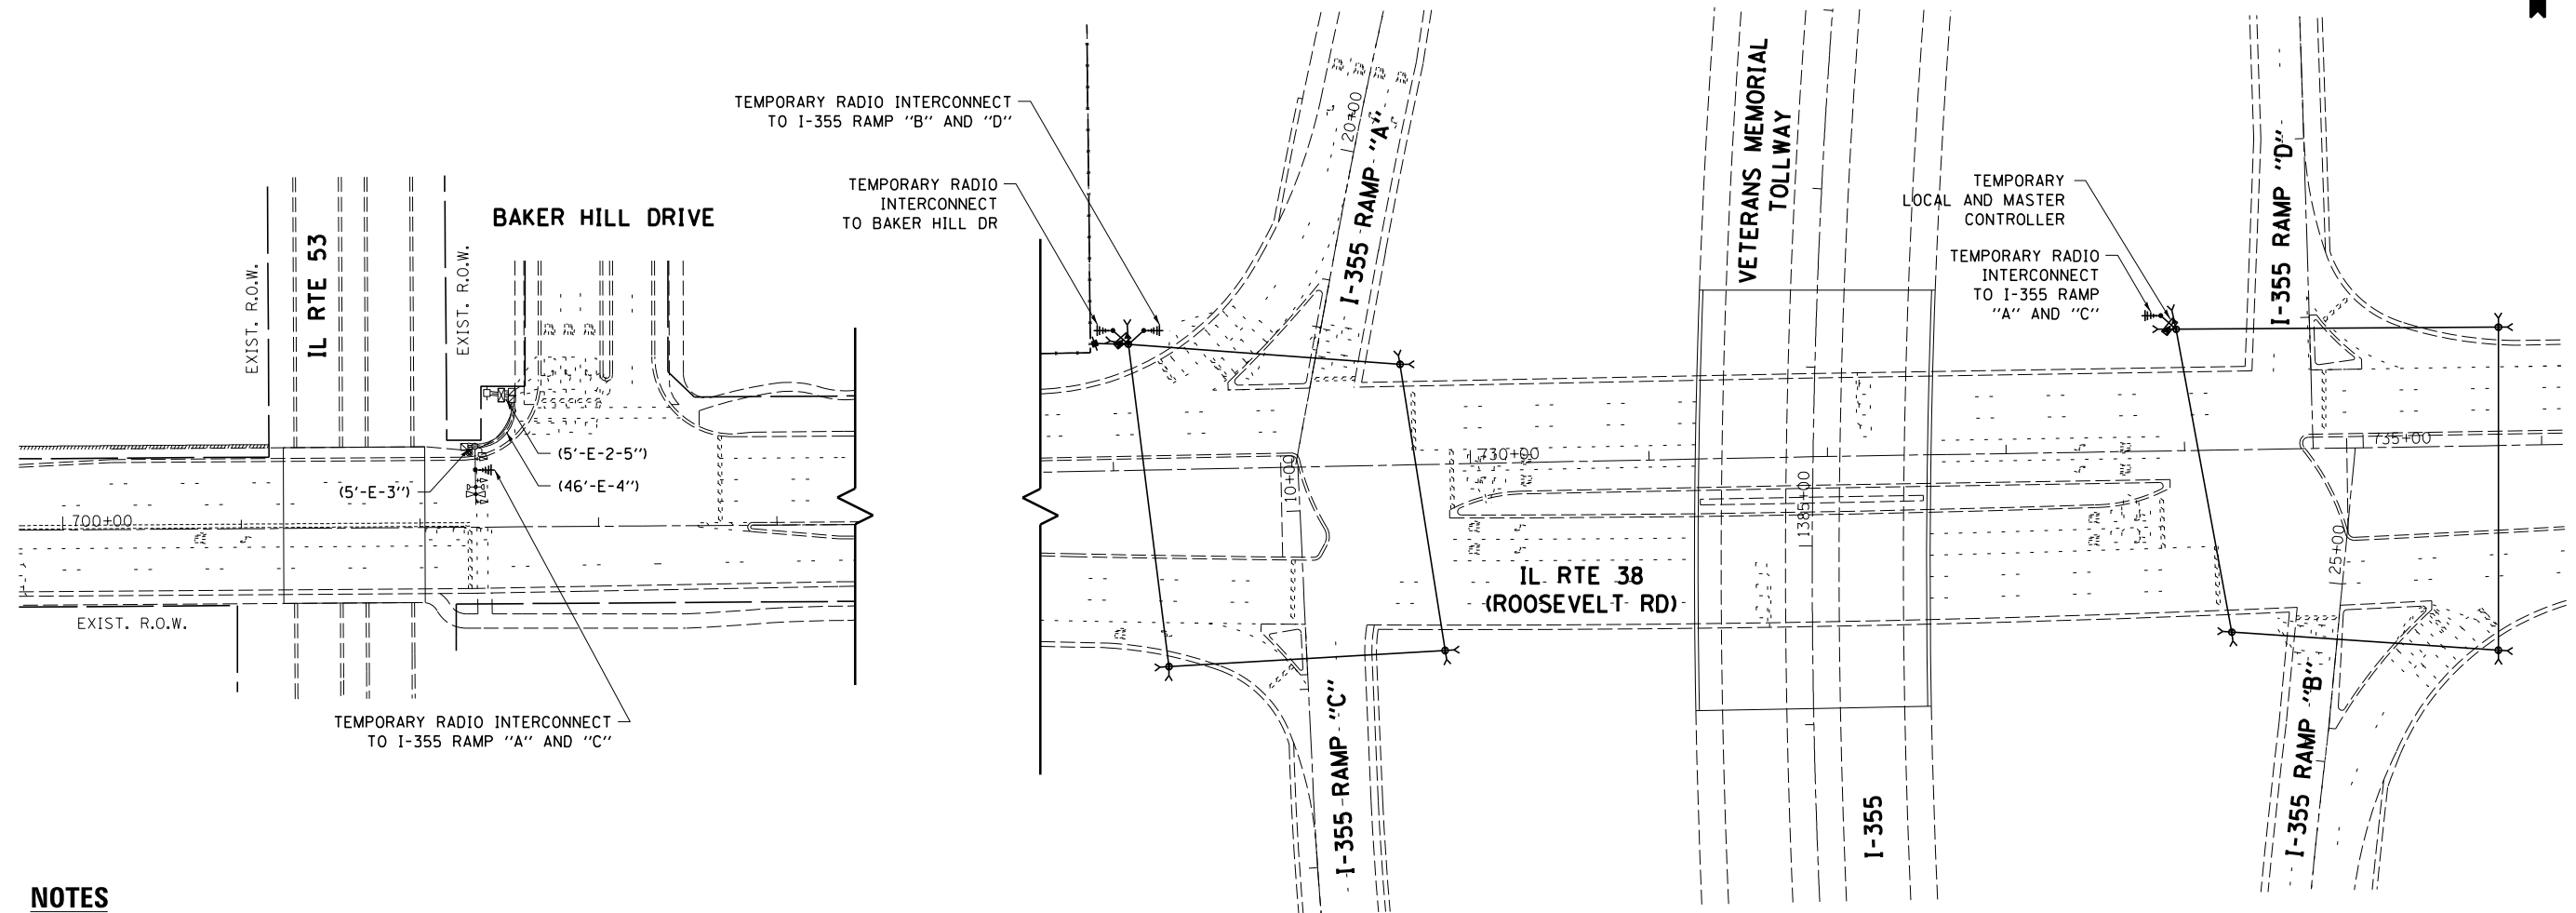 TEMPORARY RADIO INTERCONNECT
TO I-355 RAMP "B" AND "D"
TEMPORARY RADIO
INTERCONNECT
TO BAKER HILL DR
BAKER HILL DRIVE
IL RTE 53
EXIST. R.O.W.
EXIST. R.O.W.
(5'-E-2-5")
(46'-E-4")
(5'-E-3")
700+00
EXIST. R.O.W.
TEMPORARY RADIO INTERCONNECT
TO I-355 RAMP "A" AND "C"
20+00
I-355 RAMP "A"
VETERANS MEMORIAL
TOLLWAY
TEMPORARY
LOCAL AND MASTER
CONTROLLER
TEMPORARY RADIO
INTERCONNECT
TO I-355 RAMP
"A" AND "C"
I-355 RAMP "D"
10+00
730+00
1385+00
735+00
25+00
IL RTE 38
(ROOSEVELT RD)
I-355 RAMP "C"
I-355
I-355 RAMP "B"
NOTES